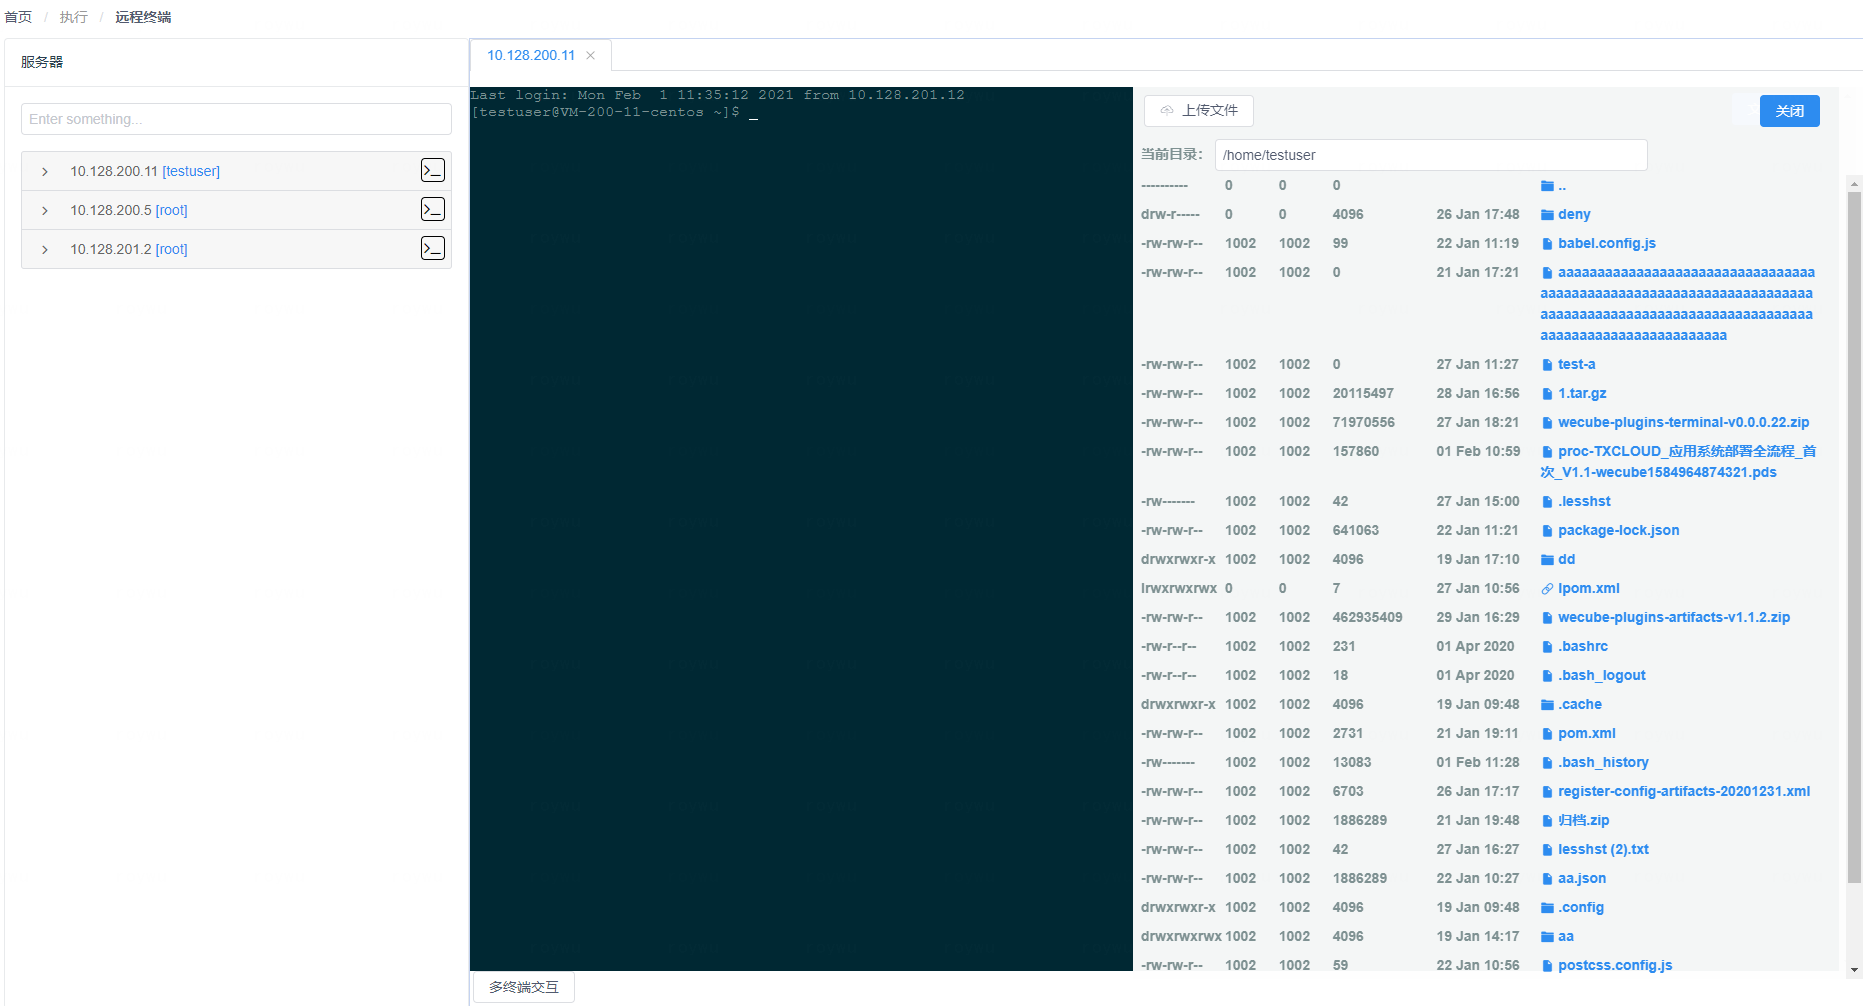 首页 / 执行 / 远程终端
服务器
Enter something...
10.128.200.11 [testuser]
10.128.200.5 [root]
10.128.201.2 [root]
10.128.200.11
Last login: Mon Feb  1 11:35:12 2021 from 10.128.201.12
[testuser@VM-200-11-centos ~]$ _
多终端交互
上传文件 关闭
当前目录: /home/testuser
---------- 0 0 0 ..
drw-r----- 0 0 4096 26 Jan 17:48 deny
-rw-rw-r-- 1002 1002 99 22 Jan 11:19 babel.config.js
-rw-rw-r-- 1002 1002 0 21 Jan 17:21 aaaaaaaaaaaaaaaaaaaaaaaaaaaaaaaaa
aaaaaaaaaaaaaaaaaaaaaaaaaaaaaaaaaaa
aaaaaaaaaaaaaaaaaaaaaaaaaaaaaaaaaaa
aaaaaaaaaaaaaaaaaaaaaaaa
-rw-rw-r-- 1002 1002 0 27 Jan 11:27 test-a
-rw-rw-r-- 1002 1002 20115497 28 Jan 16:56 1.tar.gz
-rw-rw-r-- 1002 1002 71970556 27 Jan 18:21 wecube-plugins-terminal-v0.0.0.22.zip
-rw-rw-r-- 1002 1002 157860 01 Feb 10:59 proc-TXCLOUD_应用系统部署全流程_首
次_V1.1-wecube1584964874321.pds
-rw------- 1002 1002 42 27 Jan 15:00 .lesshst
-rw-rw-r-- 1002 1002 641063 22 Jan 11:21 package-lock.json
drwxrwxr-x 1002 1002 4096 19 Jan 17:10 dd
lrwxrwxrwx 0 0 7 27 Jan 10:56 lpom.xml
-rw-rw-r-- 1002 1002 462935409 29 Jan 16:29 wecube-plugins-artifacts-v1.1.2.zip
-rw-r--r-- 1002 1002 231 01 Apr 2020 .bashrc
-rw-r--r-- 1002 1002 18 01 Apr 2020 .bash_logout
drwxrwxr-x 1002 1002 4096 19 Jan 09:48 .cache
-rw-rw-r-- 1002 1002 2731 21 Jan 19:11 pom.xml
-rw------- 1002 1002 13083 01 Feb 11:28 .bash_history
-rw-rw-r-- 1002 1002 6703 26 Jan 17:17 register-config-artifacts-20201231.xml
-rw-rw-r-- 1002 1002 1886289 21 Jan 19:48 归档.zip
-rw-rw-r-- 1002 1002 42 27 Jan 16:27 lesshst (2).txt
-rw-rw-r-- 1002 1002 1886289 22 Jan 10:27 aa.json
drwxrwxr-x 1002 1002 4096 19 Jan 09:48 .config
drwxrwxrwx 1002 1002 4096 19 Jan 14:17 aa
-rw-rw-r-- 1002 1002 59 22 Jan 10:56 postcss.config.js